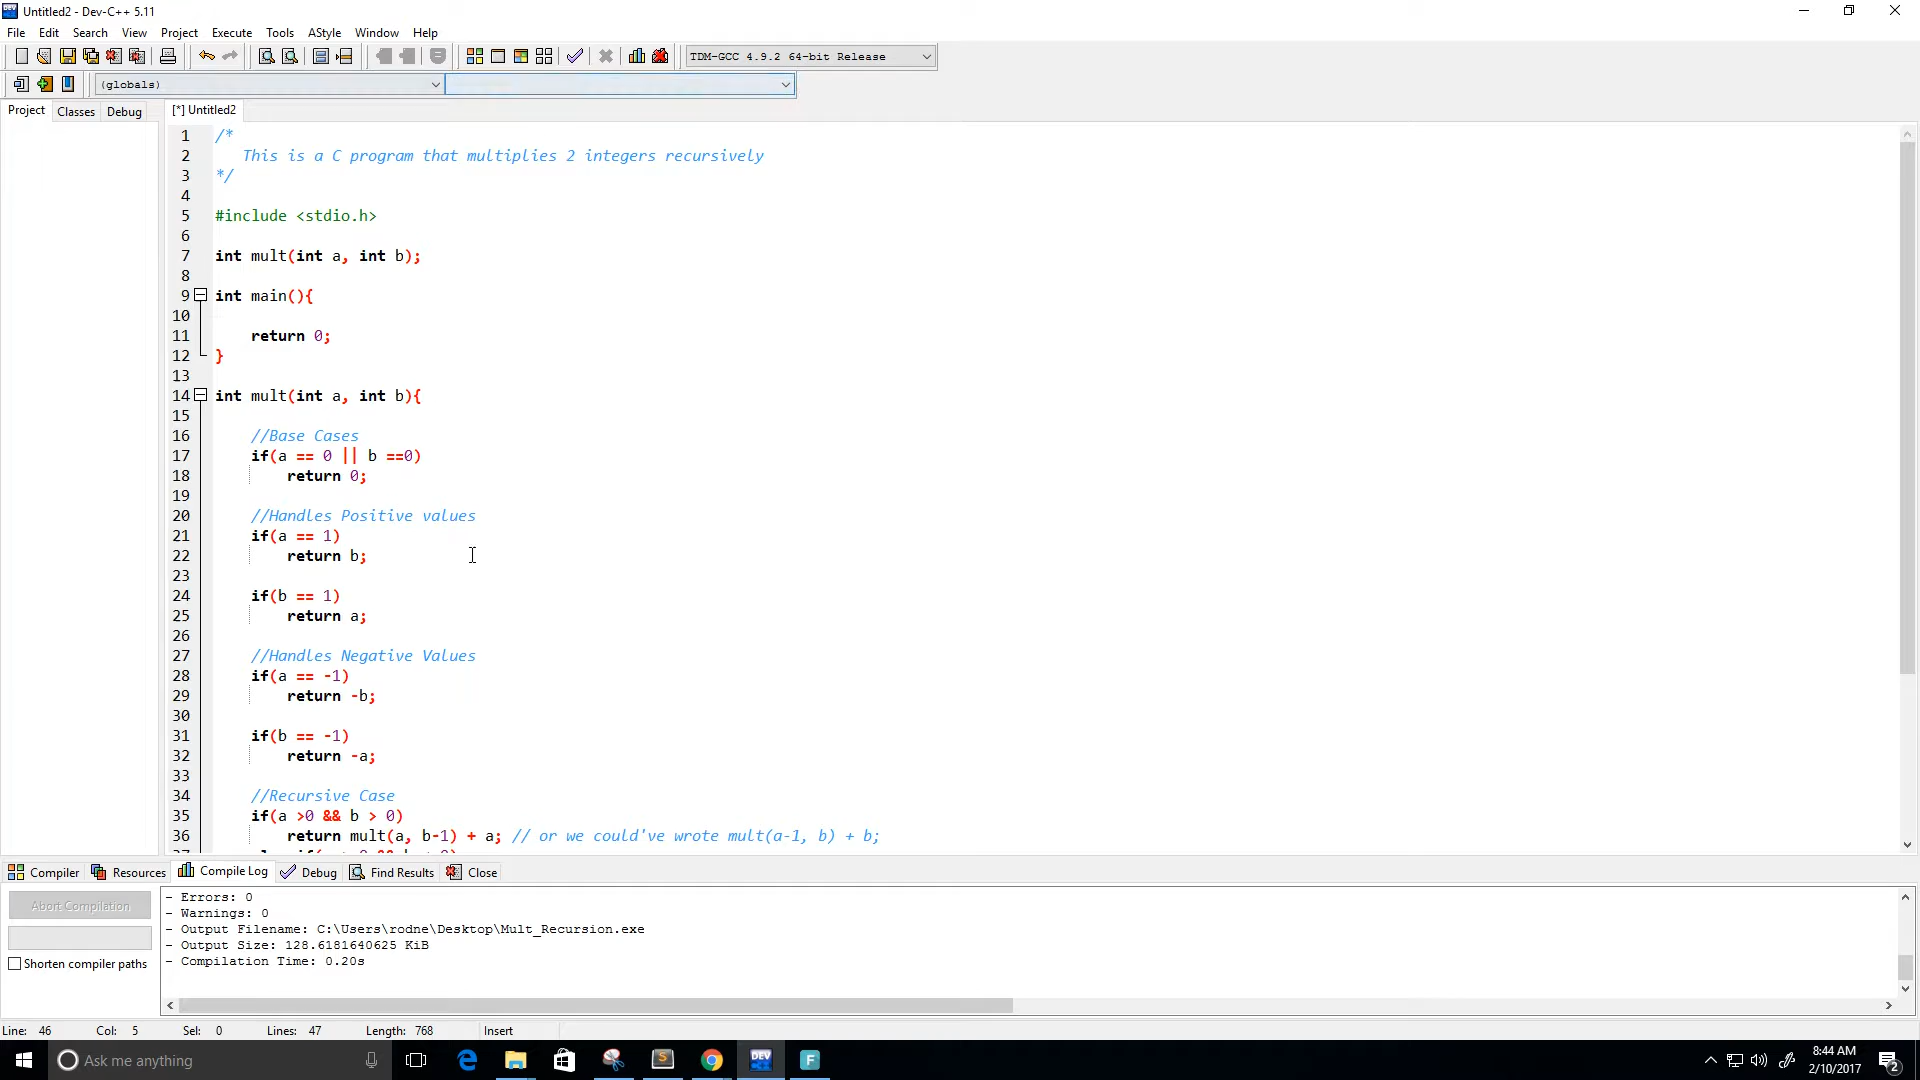 Untitled2 - Dev-C++ 5.11
File Edit Search View Project Execute Tools AStyle Window Help
TDM-GCC 4.9.2 64-bit Release
(globals)
Project Classes Debug [*] Untitled2
1 /*
2 This is a C program that multiplies 2 integers recursively
3 */
4
5 #include <stdio.h>
6
7 int mult(int a, int b);
8
9 int main(){
10
11 return 0;
12 }
13
14 int mult(int a, int b){
15
16 //Base Cases
17 if(a == 0 || b ==0)
18 return 0;
19
20 //Handles Positive values
21 if(a == 1)
22 return b;
23
24 if(b == 1)
25 return a;
26
27 //Handles Negative Values
28 if(a == -1)
29 return -b;
30
31 if(b == -1)
32 return -a;
33
34 //Recursive Case
35 if(a >0 && b > 0)
36 return mult(a, b-1) + a; // or we could've wrote mult(a-1, b) + b;
Compiler Resources Compile Log Debug Find Results Close
Abort Compilation
Shorten compiler paths
- Errors: 0
- Warnings: 0
- Output Filename: C:\Users\rodne\Desktop\Mult_Recursion.exe
- Output Size: 128.6181640625 KiB
- Compilation Time: 0.20s
Line: 46 Col: 5 Sel: 0 Lines: 47 Length: 768 Insert
Ask me anything
DEV
S
F
8:44 AM
2/10/2017
2